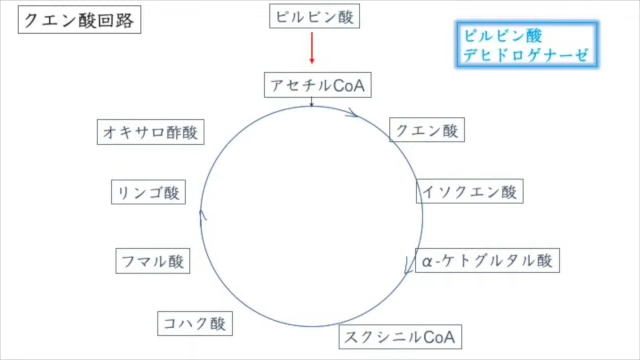 クエン酸回路
ピルビン酸
ピルビン酸
デヒドロゲナーゼ
アセチルCoA
オキサロ酢酸
クエン酸
リンゴ酸
イソクエン酸
フマル酸
α-ケトグルタル酸
コハク酸
スクシニルCoA